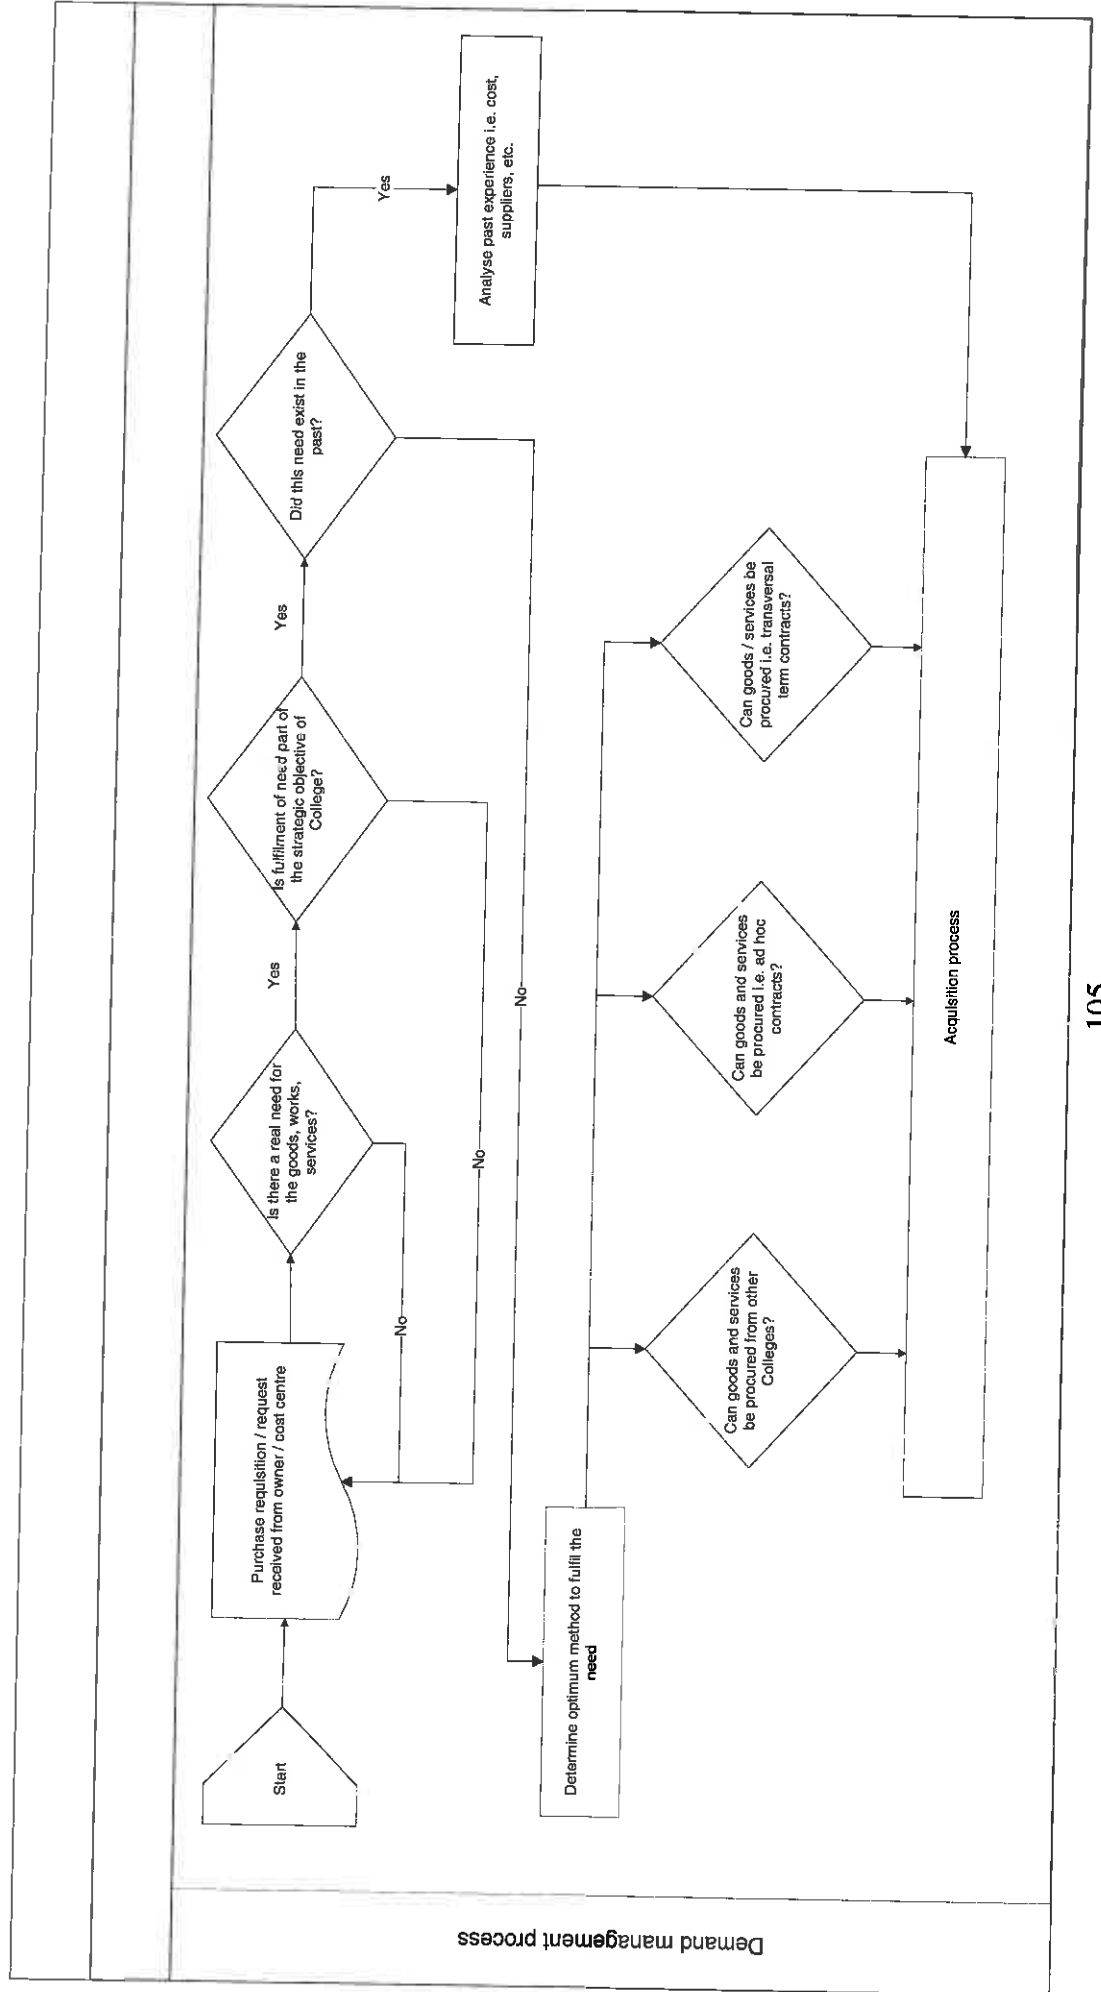 Demand management process
Start
Purchase requisition / request
received from owner / cost centre
Is there a real need for
the goods, works,
services?
Yes
Is fulfilment of need part of
the strategic objective of
College?
Yes
Did this need exist in the
past?
Yes
Analyse past experience i.e. cost,
suppliers, etc.
No
No
No
Determine optimum method to fulfil the
need
Can goods and services
be procured from other
Colleges?
Can goods and services
be procured i.e. ad hoc
contracts?
Can goods / services be
procured i.e. transversal
term contracts?
Acquisition process
105